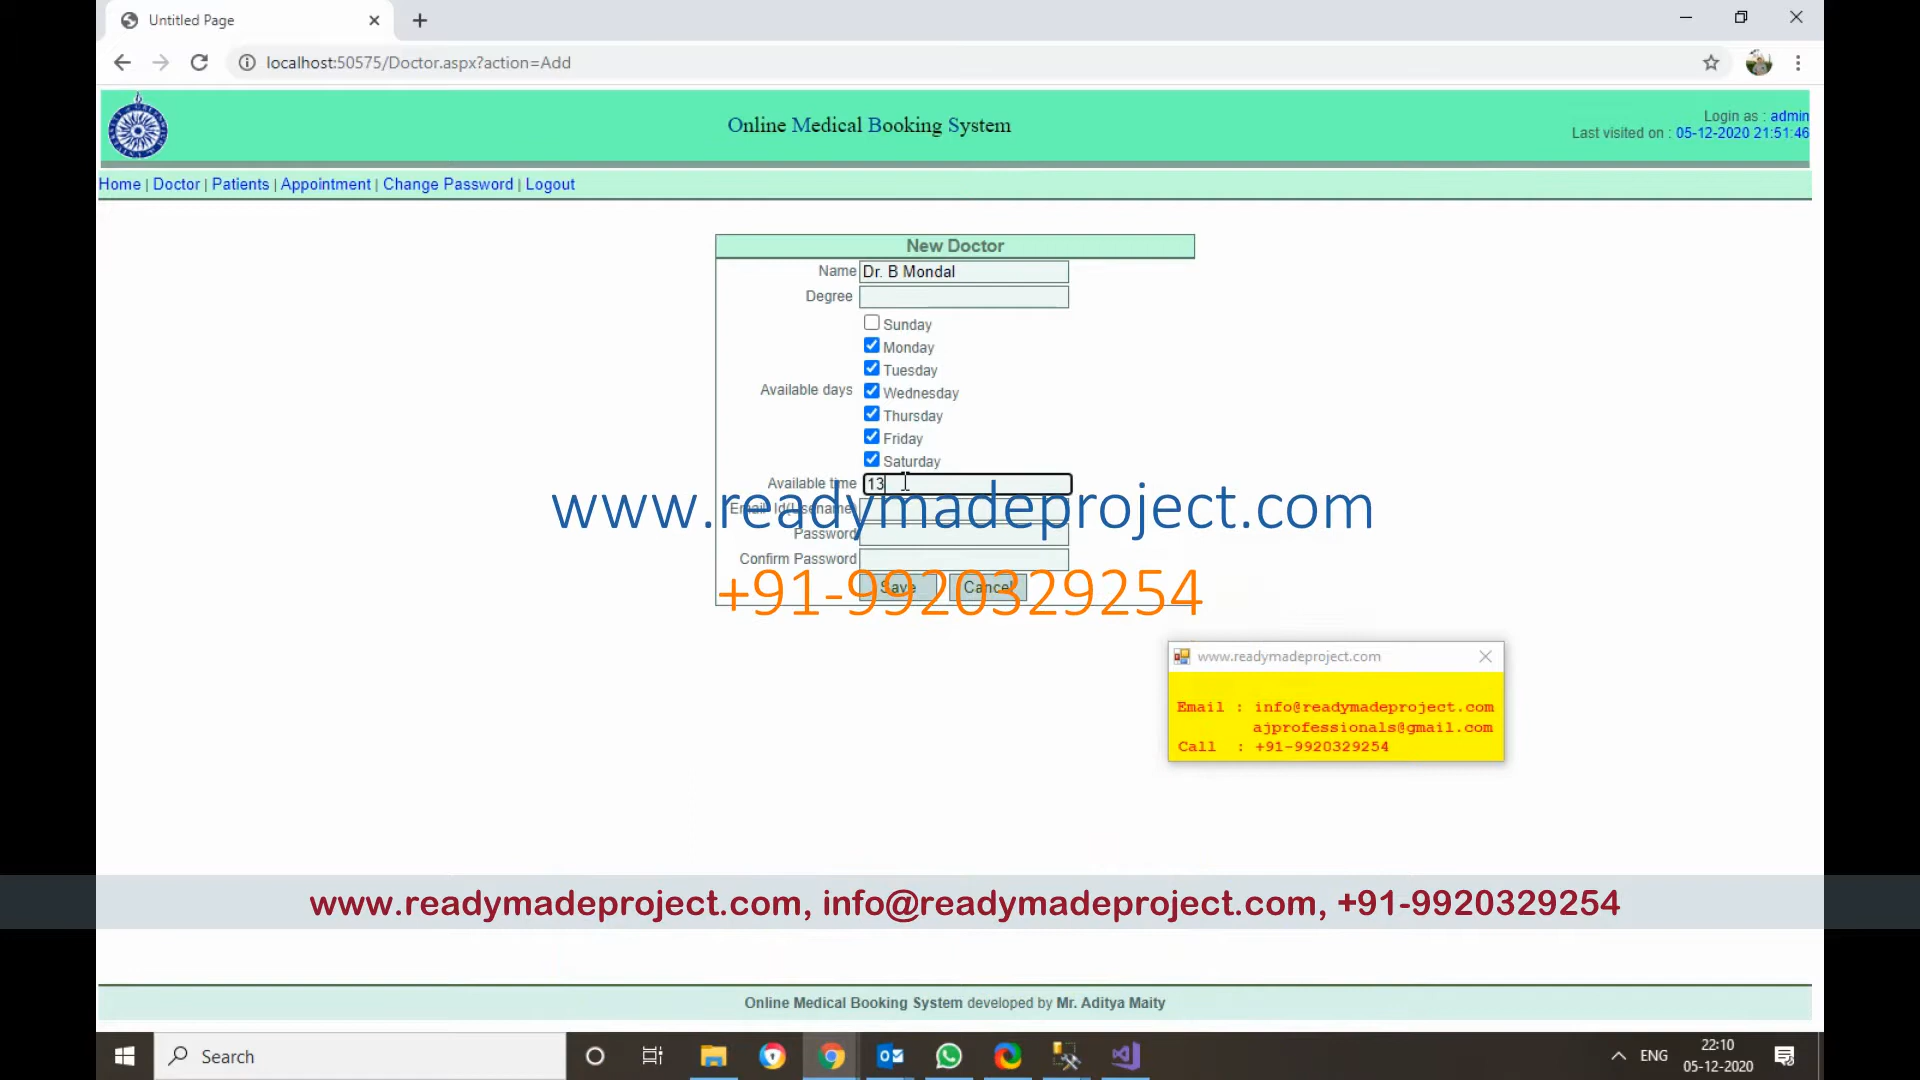 Untitled Page
localhost:50575/Doctor.aspx?action=Add
Online Medical Booking System
Login as : admin
Last visited on : 05-12-2020 21:51:46
Home | Doctor | Patients | Appointment | Change Password | Logout
New Doctor
Name Dr. B Mondal
Degree
Sunday
Monday
Tuesday
Available days
Wednesday
Thursday
Friday
Saturday
Available time 13
www.readymadeproject.com
Password
Confirm Password
Save Cancel
+91-9920329254
www.readymadeproject.com
Email : info@readymadeproject.com
ajprofessionals@gmail.com
Call : +91-9920329254
www.readymadeproject.com, info@readymadeproject.com, +91-9920329254
Online Medical Booking System developed by Mr. Aditya Maity
Search
ENG
22:10
05-12-2020